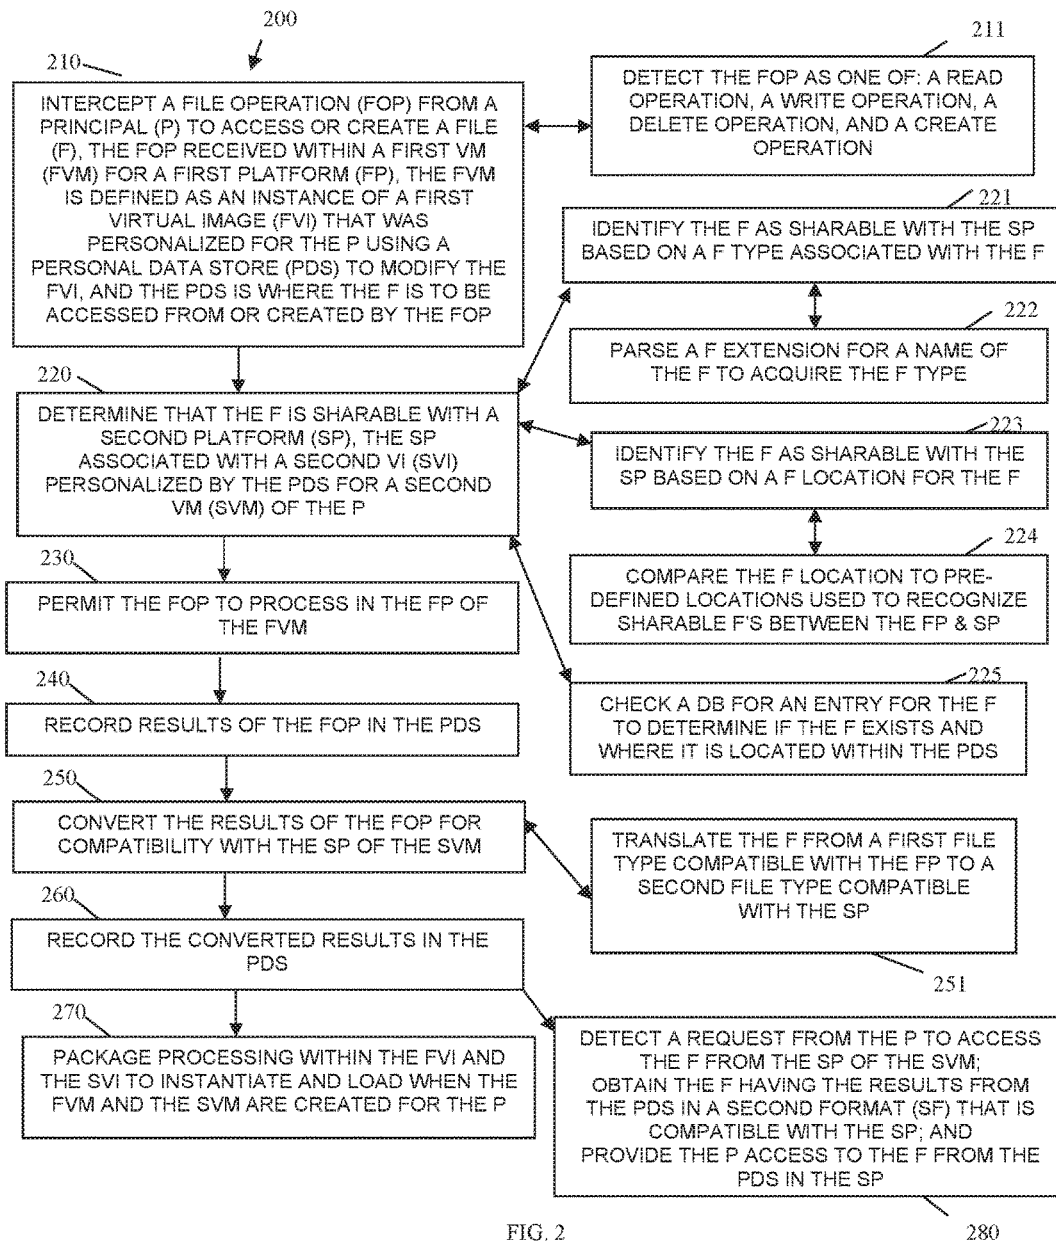 200
210
INTERCEPT A FILE OPERATION (FOP) FROM A
PRINCIPAL (P) TO ACCESS OR CREATE A FILE
(F), THE FOP RECEIVED WITHIN A FIRST VM
(FVM) FOR A FIRST PLATFORM (FP), THE FVM
IS DEFINED AS AN INSTANCE OF A FIRST
VIRTUAL IMAGE (FVI) THAT WAS
PERSONALIZED FOR THE P USING A
PERSONAL DATA STORE (PDS) TO MODIFY THE
FVI, AND THE PDS IS WHERE THE F IS TO BE
ACCESSED FROM OR CREATED BY THE FOP
211
DETECT THE FOP AS ONE OF: A READ
OPERATION, A WRITE OPERATION, A
DELETE OPERATION, AND A CREATE
OPERATION
220
DETERMINE THAT THE F IS SHARABLE WITH A
SECOND PLATFORM (SP), THE SP
ASSOCIATED WITH A SECOND VI (SVI)
PERSONALIZED BY THE PDS FOR A SECOND
VM (SVM) OF THE P
221
IDENTIFY THE F AS SHARABLE WITH THE SP
BASED ON A F TYPE ASSOCIATED WITH THE F
222
PARSE A F EXTENSION FOR A NAME OF
THE F TO ACQUIRE THE F TYPE
223
IDENTIFY THE F AS SHARABLE WITH THE
SP BASED ON A F LOCATION FOR THE F
224
COMPARE THE F LOCATION TO PRE-
DEFINED LOCATIONS USED TO RECOGNIZE
SHARABLE F'S BETWEEN THE FP & SP
225
CHECK A DB FOR AN ENTRY FOR THE F
TO DETERMINE IF THE F EXISTS AND
WHERE IT IS LOCATED WITHIN THE PDS
230
PERMIT THE FOP TO PROCESS IN THE FP OF
THE FVM
240
RECORD RESULTS OF THE FOP IN THE PDS
250
CONVERT THE RESULTS OF THE FOP FOR
COMPATIBILITY WITH THE SP OF THE SVM
TRANSLATE THE F FROM A FIRST FILE
TYPE COMPATIBLE WITH THE FP TO A
SECOND FILE TYPE COMPATIBLE
WITH THE SP
251
260
RECORD THE CONVERTED RESULTS IN THE
PDS
270
PACKAGE PROCESSING WITHIN THE FVI AND
THE SVI TO INSTANTIATE AND LOAD WHEN THE
FVM AND THE SVM ARE CREATED FOR THE P
DETECT A REQUEST FROM THE P TO ACCESS
THE F FROM THE SP OF THE SVM;
OBTAIN THE F HAVING THE RESULTS FROM
THE PDS IN A SECOND FORMAT (SF) THAT IS
COMPATIBLE WITH THE SP; AND
PROVIDE THE P ACCESS TO THE F FROM THE
PDS IN THE SP
280
FIG. 2